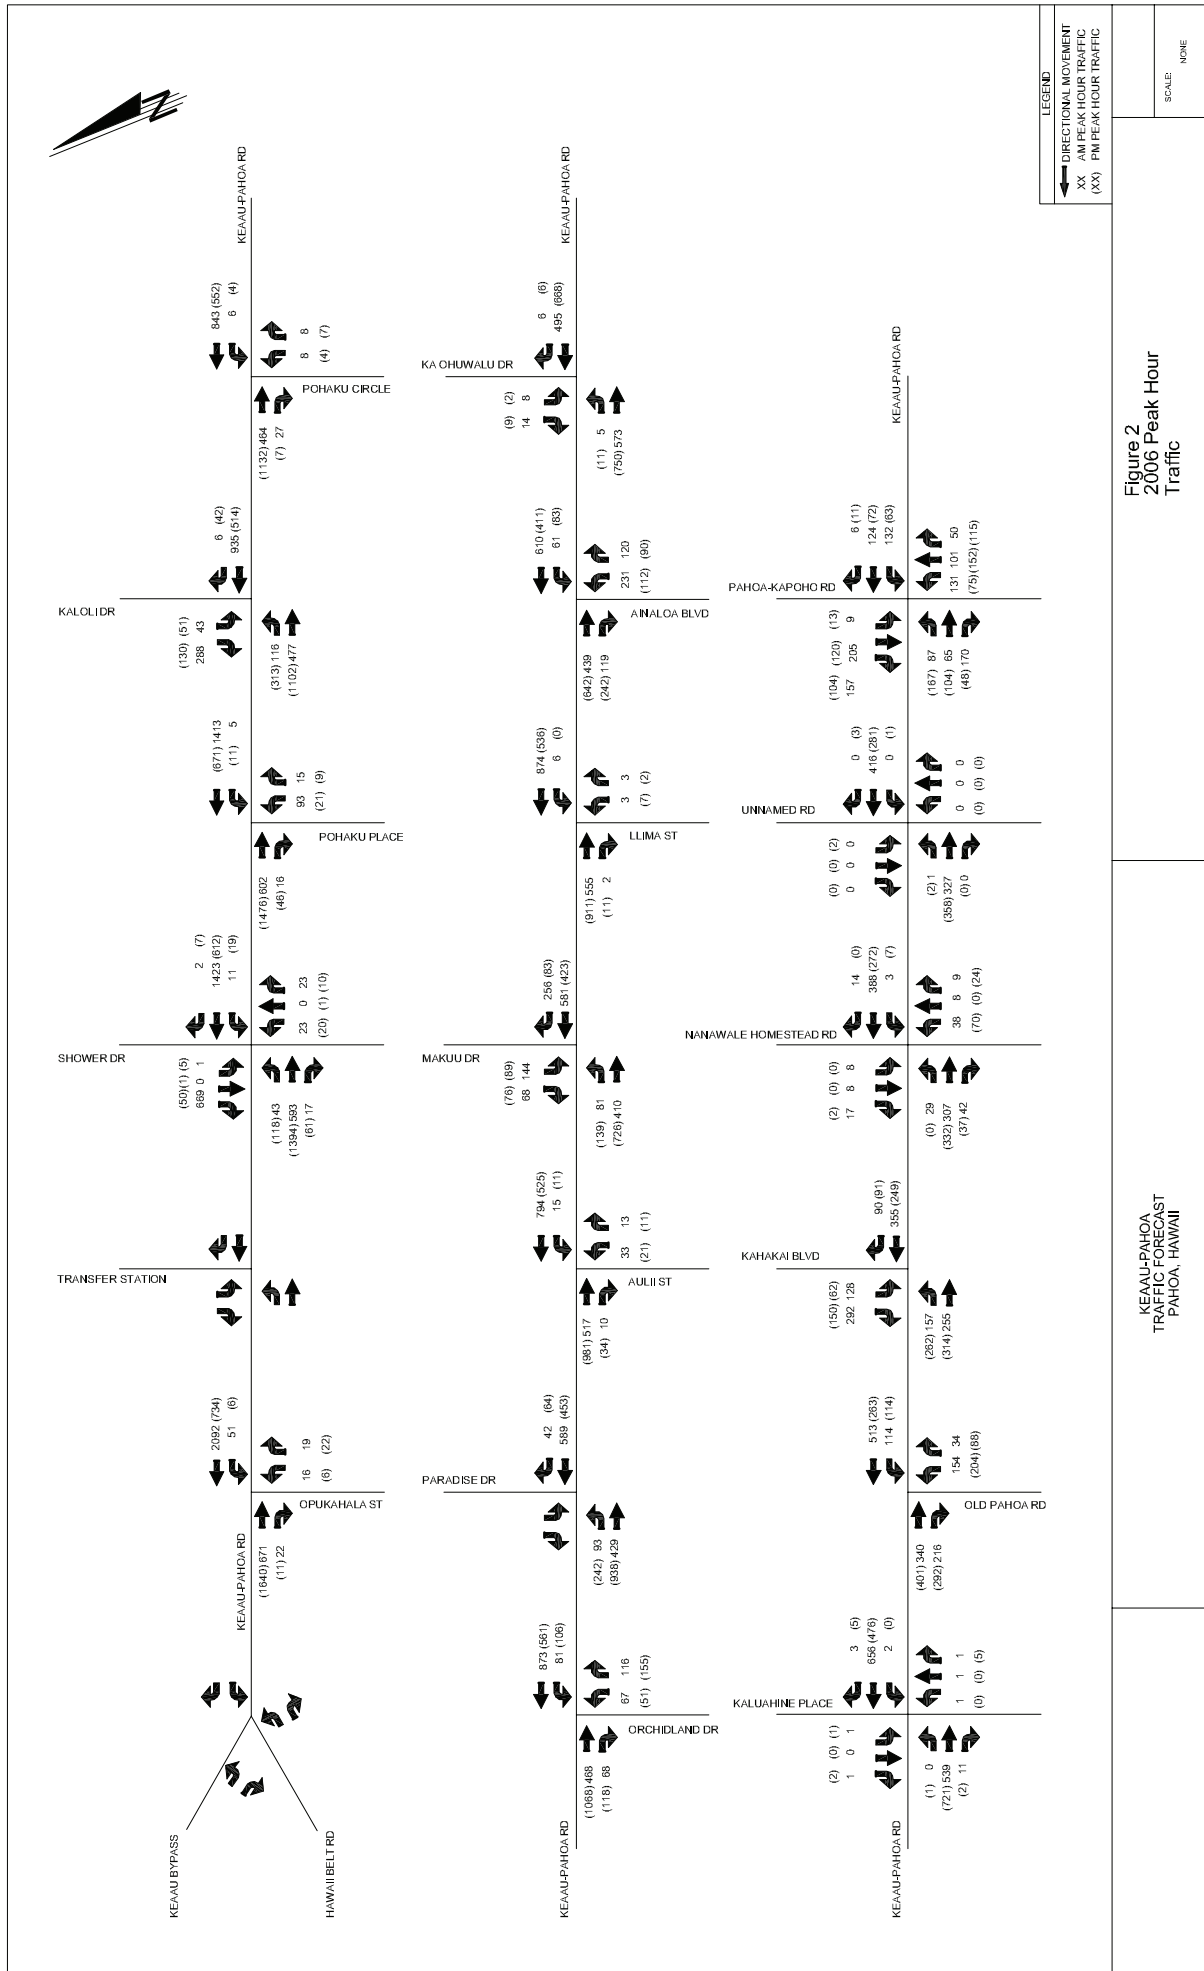 KEAAU BYPASS
HAWAII BELT RD
KEAAU-PAHOA RD
(1640) 671
(11) 22
OPUKAHALA ST
2092 (734)
51 (6)
16 19
(6) (22)
TRANSFER STATION
SHOWER DR
(50) (1) (5)
669 0 1
(118) 43
(1394) 593
(61) 17
2 (7)
1423 (612)
11 (19)
23 0 23
(20) (1) (10)
POHAKU PLACE
(1476) 602
(46) 16
(671) 1413
(11) 5
93 15
(21) (9)
KALOLI DR
(130) (51)
288 43
(313) 116
(1102) 477
6 (42)
935 (514)
POHAKU CIRCLE
(1132) 464
(7) 27
843 (552)
6 (4)
8 8
(4) (7)
KEAAU-PAHOA RD
KEAAU-PAHOA RD
ORCHIDLAND DR
(1068) 468
(118) 68
873 (561)
81 (106)
67 116
(51) (155)
PARADISE DR
(242) 93
(938) 429
42 (64)
589 (453)
AULII ST
(981) 517
(34) 10
794 (525)
15 (11)
33 13
(21) (11)
MAKUU DR
(76) (89)
68 144
(139) 81
(726) 410
256 (83)
581 (423)
LLIMA ST
(911) 555
(11) 2
874 (536)
6 (0)
3 3
(7) (2)
AINALOA BLVD
(642) 439
(242) 119
610 (411)
61 (83)
231 120
(112) (90)
KA OHUWALU DR
(9) (2)
14 8
(11) 5
(750) 573
6 (6)
495 (668)
KEAAU-PAHOA RD
KEAAU-PAHOA RD
KALUAHINE PLACE
(2) (0) (1)
1 0 1
(1) 0
(721) 539
(2) 11
3 (5)
656 (476)
2 (0)
1 1 1
(0) (0) (5)
OLD PAHOA RD
(401) 340
(292) 216
513 (263)
114 (114)
154 34
(204) (88)
KAHAKAI BLVD
(150) (62)
292 128
(262) 157
(314) 255
90 (91)
355 (249)
NANAWALE HOMESTEAD RD
(2) (0) (0)
17 8 8
(0) 29
(332) 307
(37) 42
14 (0)
388 (272)
3 (7)
38 8 9
(70) (0) (24)
UNNAMED RD
(0) (0) (2)
0 0 0
(2) 1
(358) 327
(0) 0
0 (3)
416 (281)
0 (1)
0 0 0
(0) (0) (0)
PAHOA-KAPOHO RD
(104) (120) (13)
157 205 9
(167) 87
(104) 65
(48) 170
6 (11)
124 (72)
132 (63)
131 101 50
(75) (152) (115)
KEAAU-PAHOA RD
LEGEND
DIRECTIONAL MOVEMENT
XX AM PEAK HOUR TRAFFIC
(XX) PM PEAK HOUR TRAFFIC
KEAAU-PAHOA
TRAFFIC FORECAST
PAHOA, HAWAII
Figure 2
2006 Peak Hour
Traffic
SCALE:
NONE